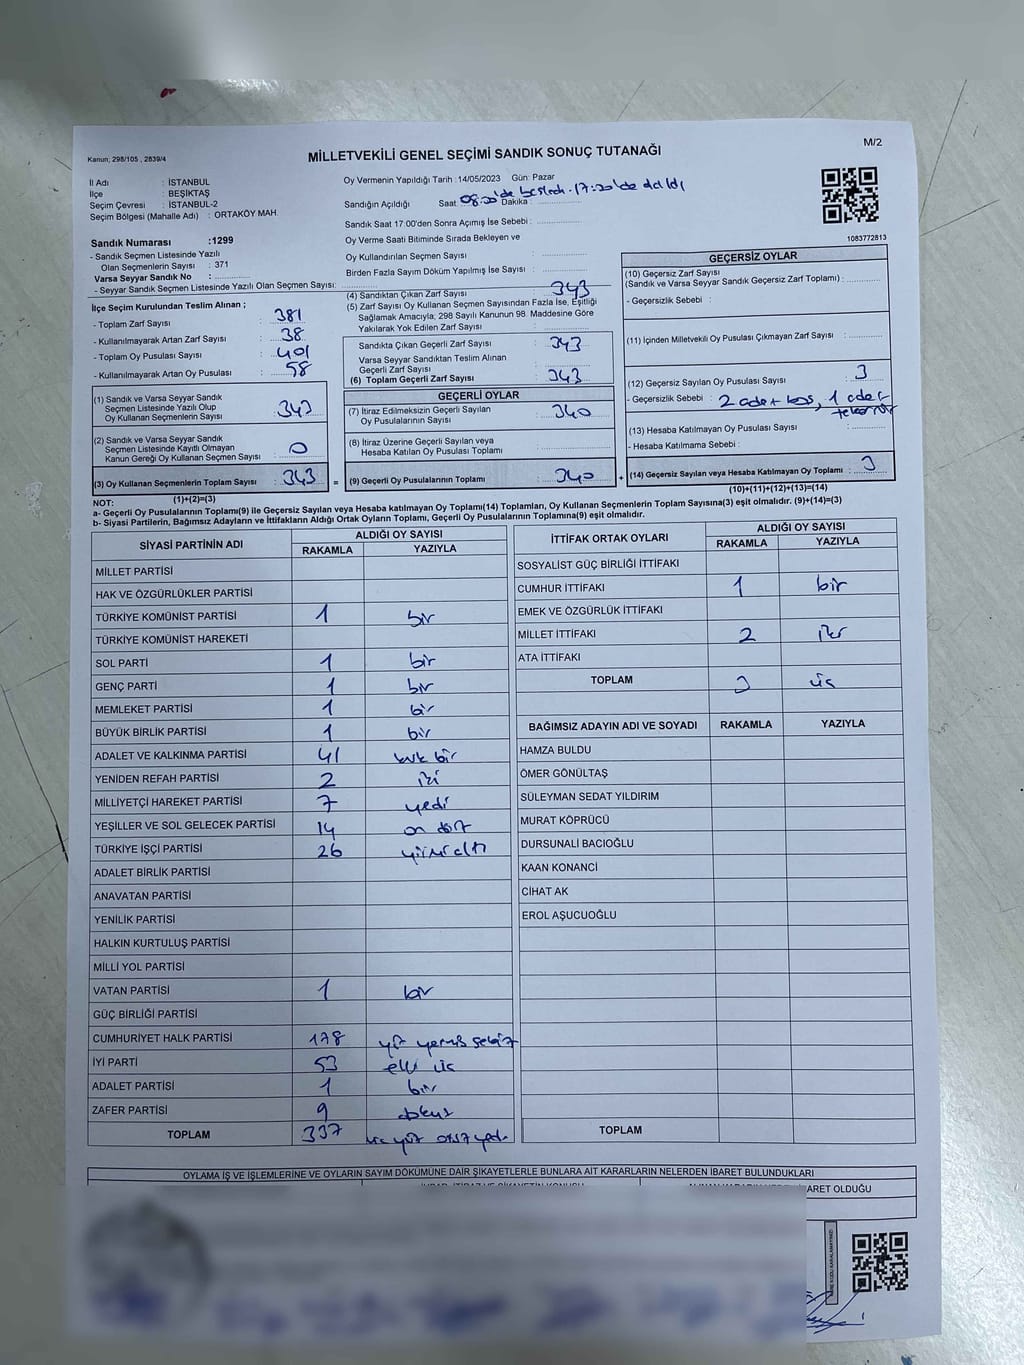 M/2
Kanun; 298/105 , 2839/4
MİLLETVEKİLİ GENEL SEÇİMİ SANDIK SONUÇ TUTANAĞI
İl Adı : İSTANBUL
İlçe : BEŞİKTAŞ
Seçim Çevresi : İSTANBUL-2
Seçim Bölgesi (Mahalle Adı) : ORTAKÖY MAH.
Sandık Numarası :1299
- Sandık Seçmen Listesinde Yazılı
Olan Seçmenlerin Sayısı : 371
Varsa Seyyar Sandık No :
- Seyyar Sandık Seçmen Listesinde Yazılı Olan Seçmen Sayısı:
Oy Vermenin Yapıldığı Tarih :14/05/2023 Gün: Pazar
Sandığın Açıldığı Saat 08:20'de Dakika: 17:20'de
Sandık Saat 17:00'den Sonra Açımış İse Sebebi :
Oy Verme Saati Bitiminde Sırada Bekleyen ve
Oy Kullandırılan Seçmen Sayısı :
Birden Fazla Sayım Döküm Yapılmış İse Sayısı :
1083772813
İlçe Seçim Kurulundan Teslim Alınan ;
- Toplam Zarf Sayısı : 381
- Kullanılmayarak Artan Zarf Sayısı : 38
- Toplam Oy Pusulası Sayısı : 401
- Kullanılmayarak Artan Oy Pusulası : 58
(1) Sandık ve Varsa Seyyar Sandık
Seçmen Listesinde Yazılı Olup
Oy Kullanan Seçmenlerin Sayısı : 343
(2) Sandık ve Varsa Seyyar Sandık
Seçmen Listesinde Kayıtlı Olmayan
Kanun Gereği Oy Kullanan Seçmen Sayısı : 0
(3) Oy Kullanan Seçmenlerin Toplam Sayısı : 343
(1)+(2)=(3)
(4) Sandıktan Çıkan Zarf Sayısı : 343
(5) Zarf Sayısı Oy Kullanan Seçmen Sayısından Fazla İse, Eşitliği
Sağlamak Amacıyla; 298 Sayılı Kanunun 98. Maddesine Göre
Yakılarak Yok Edilen Zarf Sayısı :
Sandıkta Çıkan Geçerli Zarf Sayısı : 343
Varsa Seyyar Sandıktan Teslim Alınan
Geçerli Zarf Sayısı :
(6) Toplam Geçerli Zarf Sayısı : 343
GEÇERLİ OYLAR
(7) İtiraz Edilmeksizin Geçerli Sayılan
Oy Pusulalarının Sayısı : 340
(8) İtiraz Üzerine Geçerli Sayılan veya
Hesaba Katılan Oy Pusulası Toplamı :
= (9) Geçerli Oy Pusulalarının Toplamı : 340
GEÇERSİZ OYLAR
(10) Geçersiz Zarf Sayısı
(Sandık ve Varsa Seyyar Sandık Geçersiz Zarf Toplamı) :
- Geçersizlik Sebebi :
(11) İçinden Milletvekili Oy Pusulası Çıkmayan Zarf Sayısı :
(12) Geçersiz Sayılan Oy Pusulası Sayısı : 3
- Geçersizlik Sebebi : 2 adet boş, 1 adet
(13) Hesaba Katılmayan Oy Pusulası Sayısı :
- Hesaba Katılmama Sebebi :
+ (14) Geçersiz Sayılan veya Hesaba Katılmayan Oy Toplamı : 3
(10)+(11)+(12)+(13)=(14)
NOT:
a- Geçerli Oy Pusulalarının Toplamı(9) ile Geçersiz Sayılan veya Hesaba katılmayan Oy Toplamı(14) Toplamları, Oy Kullanan Seçmenlerin Toplam Sayısına(3) eşit olmalıdır. (9)+(14)=(3)
b- Siyasi Partilerin, Bağımsız Adayların ve İttifakların Aldığı Ortak Oyların Toplamı, Geçerli Oy Pusulalarının Toplamına(9) eşit olmalıdır.
SİYASİ PARTİNİN ADI
ALDIĞI OY SAYISI
RAKAMLA YAZIYLA
MİLLET PARTİSİ
HAK VE ÖZGÜRLÜKLER PARTİSİ
TÜRKİYE KOMÜNİST PARTİSİ 1 bir
TÜRKİYE KOMÜNİST HAREKETİ
SOL PARTİ 1 bir
GENÇ PARTİ 1 bir
MEMLEKET PARTİSİ 1 bir
BÜYÜK BİRLİK PARTİSİ 1 bir
ADALET VE KALKINMA PARTİSİ 41 kırk bir
YENİDEN REFAH PARTİSİ 2 iki
MİLLİYETÇİ HAREKET PARTİSİ 7 yedi
YEŞİLLER VE SOL GELECEK PARTİSİ 14 on dört
TÜRKİYE İŞÇİ PARTİSİ 26 yirmi altı
ADALET BİRLİK PARTİSİ
ANAVATAN PARTİSİ
YENİLİK PARTİSİ
HALKIN KURTULUŞ PARTİSİ
MİLLİ YOL PARTİSİ
VATAN PARTİSİ 1 bir
GÜÇ BİRLİĞİ PARTİSİ
CUMHURİYET HALK PARTİSİ 178 yüz yetmiş sekiz
İYİ PARTİ 53 elli üç
ADALET PARTİSİ 1 bir
ZAFER PARTİSİ 9 dokuz
TOPLAM 337 üç yüz otuz yedi
İTTİFAK ORTAK OYLARI
ALDIĞI OY SAYISI
RAKAMLA YAZIYLA
SOSYALİST GÜÇ BİRLİĞİ İTTİFAKI
CUMHUR İTTİFAKI 1 bir
EMEK VE ÖZGÜRLÜK İTTİFAKI
MİLLET İTTİFAKI 2 iki
ATA İTTİFAKI
TOPLAM 3 üç
BAĞIMSIZ ADAYIN ADI VE SOYADI RAKAMLA YAZIYLA
HAMZA BULDU
ÖMER GÖNÜLTAŞ
SÜLEYMAN SEDAT YILDIRIM
MURAT KÖPRÜCÜ
DURSUNALİ BACIOĞLU
KAAN KONANCİ
CİHAT AK
EROL AŞUCUOĞLU
TOPLAM
OYLAMA İŞ VE İŞLEMLERİNE VE OYLARIN SAYIM DÖKÜMÜNE DAİR ŞİKAYETLERLE BUNLARA AİT KARARLARIN NELERDEN İBARET BULUNDUKLARI